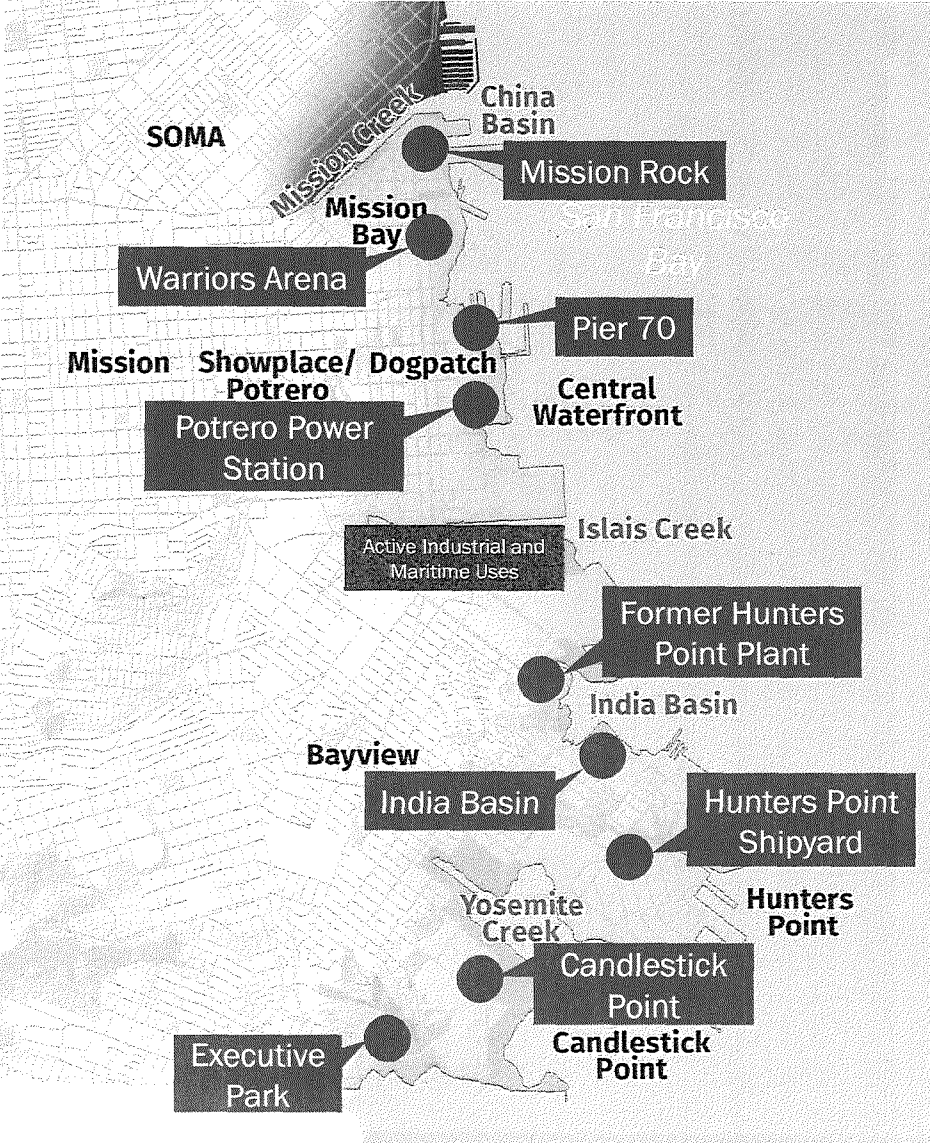 China
Basin
SOMA
Mission Creek
Mission Rock
Mission
Bay
San Francisco
Bay
Warriors Arena
Pier 70
Mission
Showplace/
Potrero
Dogpatch
Central
Waterfront
Potrero Power
Station
Islais Creek
Active Industrial and
Maritime Uses
Former Hunters
Point Plant
India Basin
Bayview
India Basin
Hunters Point
Shipyard
Hunters
Point
Yosemite
Creek
Candlestick
Point
Candlestick
Point
Executive
Park